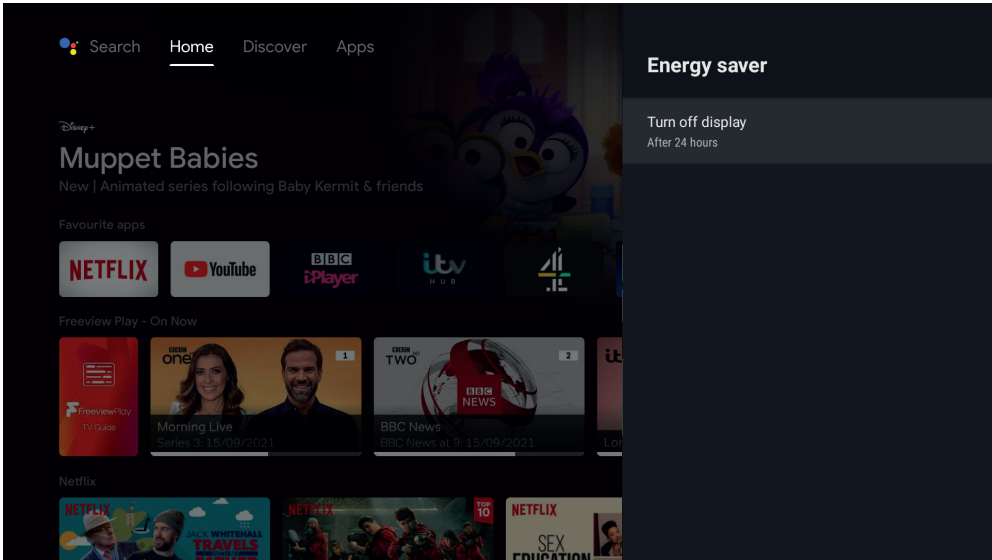 Search Home Discover Apps
Energy saver
Turn off display
After 24 hours
Disney+
Muppet Babies
New | Animated series following Baby Kermit & friends
Favourite apps
NETFLIX YouTube BBC iPlayer itv HUB 4
Freeview Play - On Now
FreeviewPlay
TV Guide
BBC one 1
Morning Live
Series 3: 15/09/2021
BBC TWO HD 2
BBC NEWS
BBC News
BBC News at 9: 15/09/2021
it
Lor
Netflix
NETFLIX
JACK WHITEHALL
TRAVELS
NETFLIX
TOP 10
NETFLIX
SEX
EDUCATION